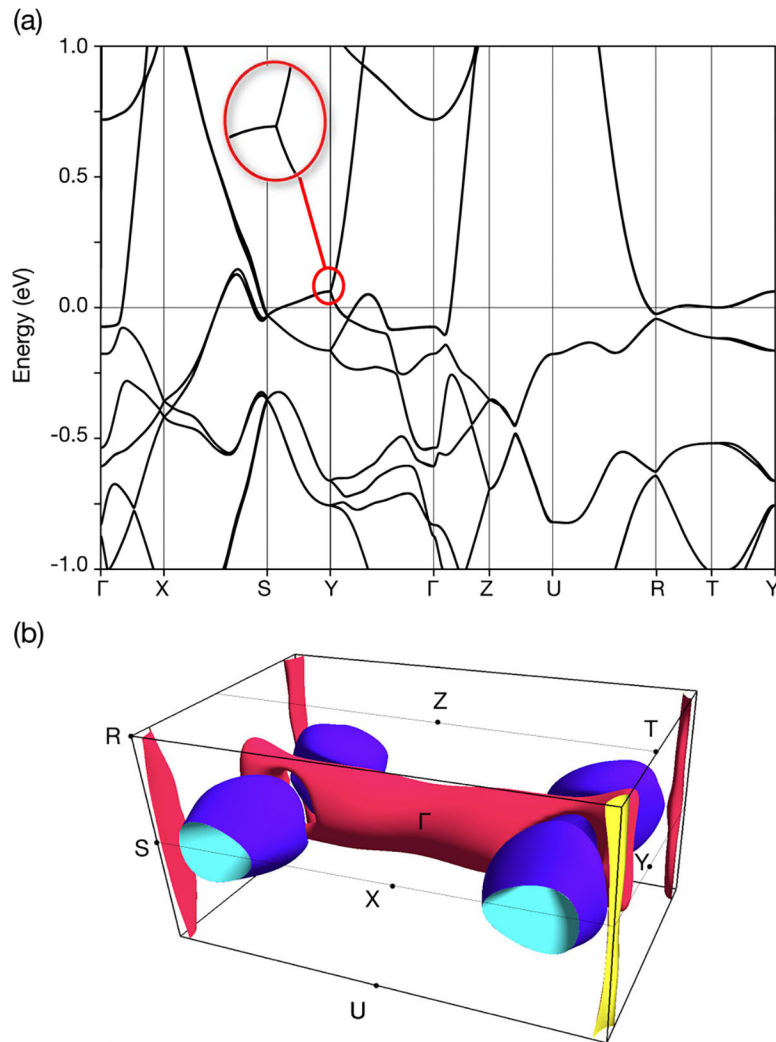 (a)
1.0
0.5
0.0
-0.5
-1.0
Energy (eV)
Γ X S Y Γ Z U R T Y
(b)
Z
T
R
Γ
S
Y
X
U